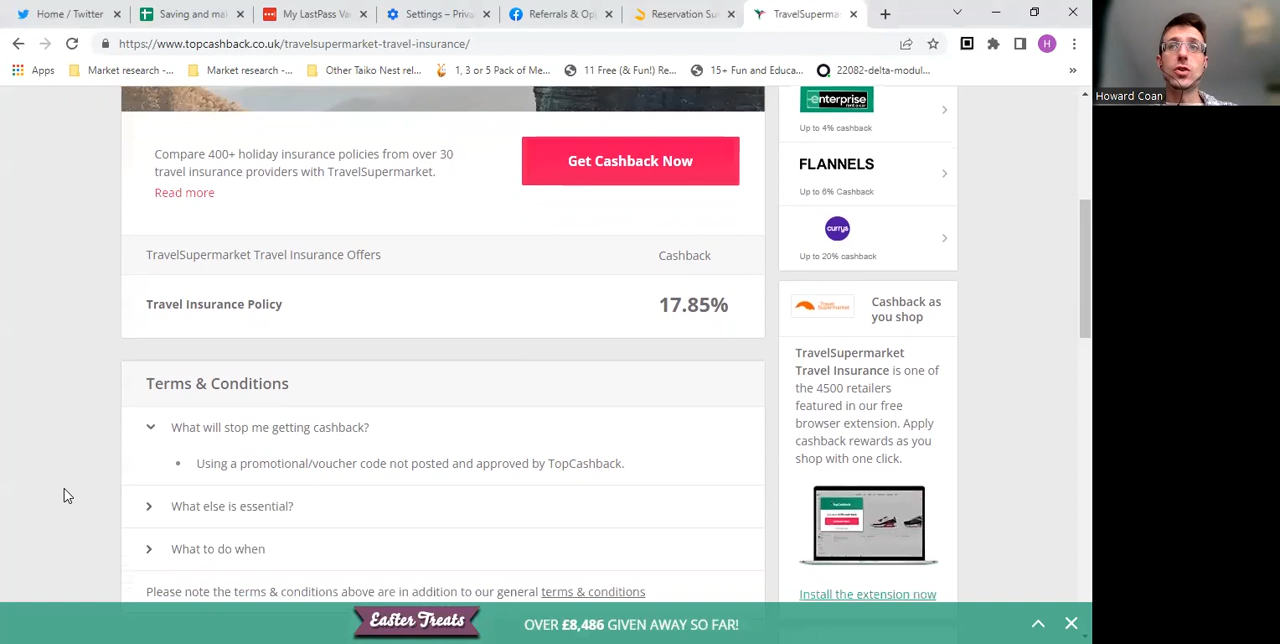 Home / Twitter
Saving and mal
My LastPass Va
Settings – Priva
Referrals & Op
Reservation Su
TravelSuperma
https://www.topcashback.co.uk/travelsupermarket-travel-insurance/
H
Apps
Market research -...
Market research -...
Other Taiko Nest rel...
1, 3 o'5 Pack of Me...
11 Free (& Fun!) Re...
15+ Fun and Educa...
22082-delta-modul...
»
Howard Coan
Compare 400+ holiday insurance policies from over 30
travel insurance providers with TravelSupermarket.
Read more
Get Cashback Now
TravelSupermarket Travel Insurance Offers
Cashback
Travel Insurance Policy
17.85%
Terms & Conditions
What will stop me getting cashback?
• Using a promotional/voucher code not posted and approved by TopCashback.
What else is essential?
What to do when
Please note the terms & conditions above are in addition to our general terms & conditions
enterprise
Up to 4% cashback
FLANNELS
Up to 6% Cashback
currys
Up to 20% cashback
Travel
Supermarket
Cashback as
you shop
TravelSupermarket
Travel Insurance is one of
the 4500 retailers
featured in our free
browser extension. Apply
cashback rewards as you
shop with one click.
Install the extension now
Easter Treats
OVER £8,486 GIVEN AWAY SO FAR!